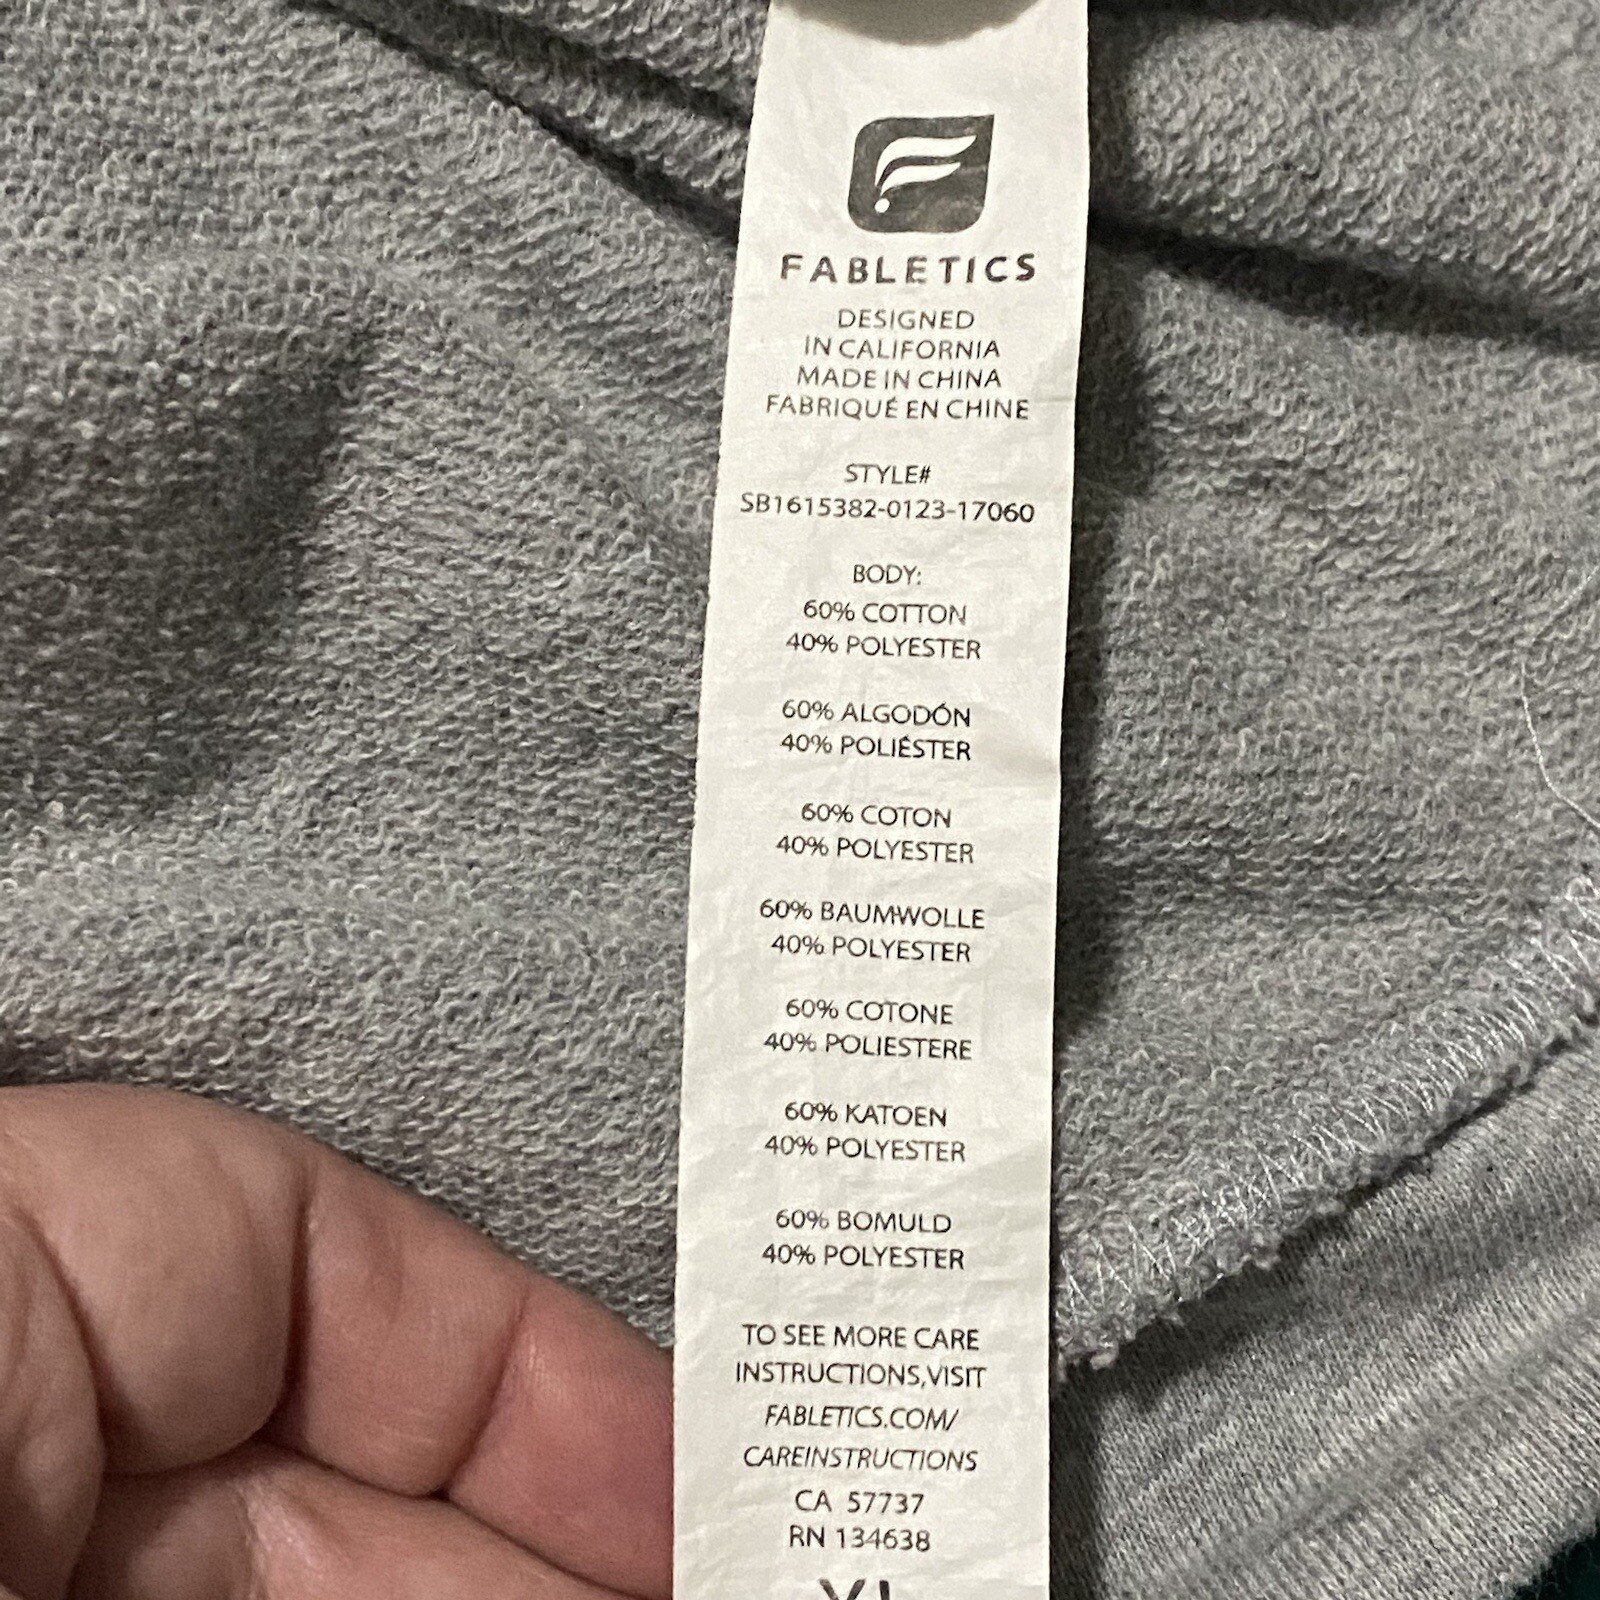 FABLETICS
DESIGNED
IN CALIFORNIA
MADE IN CHINA
FABRIQUÉ EN CHINE
STYLE#
SB1615382-0123-17060
BODY:
60% COTTON
40% POLYESTER
60% ALGODÓN
40% POLIÉSTER
60% COTON
40% POLYESTER
60% BAUMWOLLE
40% POLYESTER
60% COTONE
40% POLIESTERE
60% KATOEN
40% POLYESTER
60% BOMULD
40% POLYESTER
TO SEE MORE CARE
INSTRUCTIONS,VISIT
FABLETICS.COM/
CAREINSTRUCTIONS
CA 57737
RN 134638